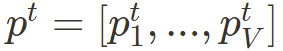 p^t = [p_1^t, ..., p_V^t]